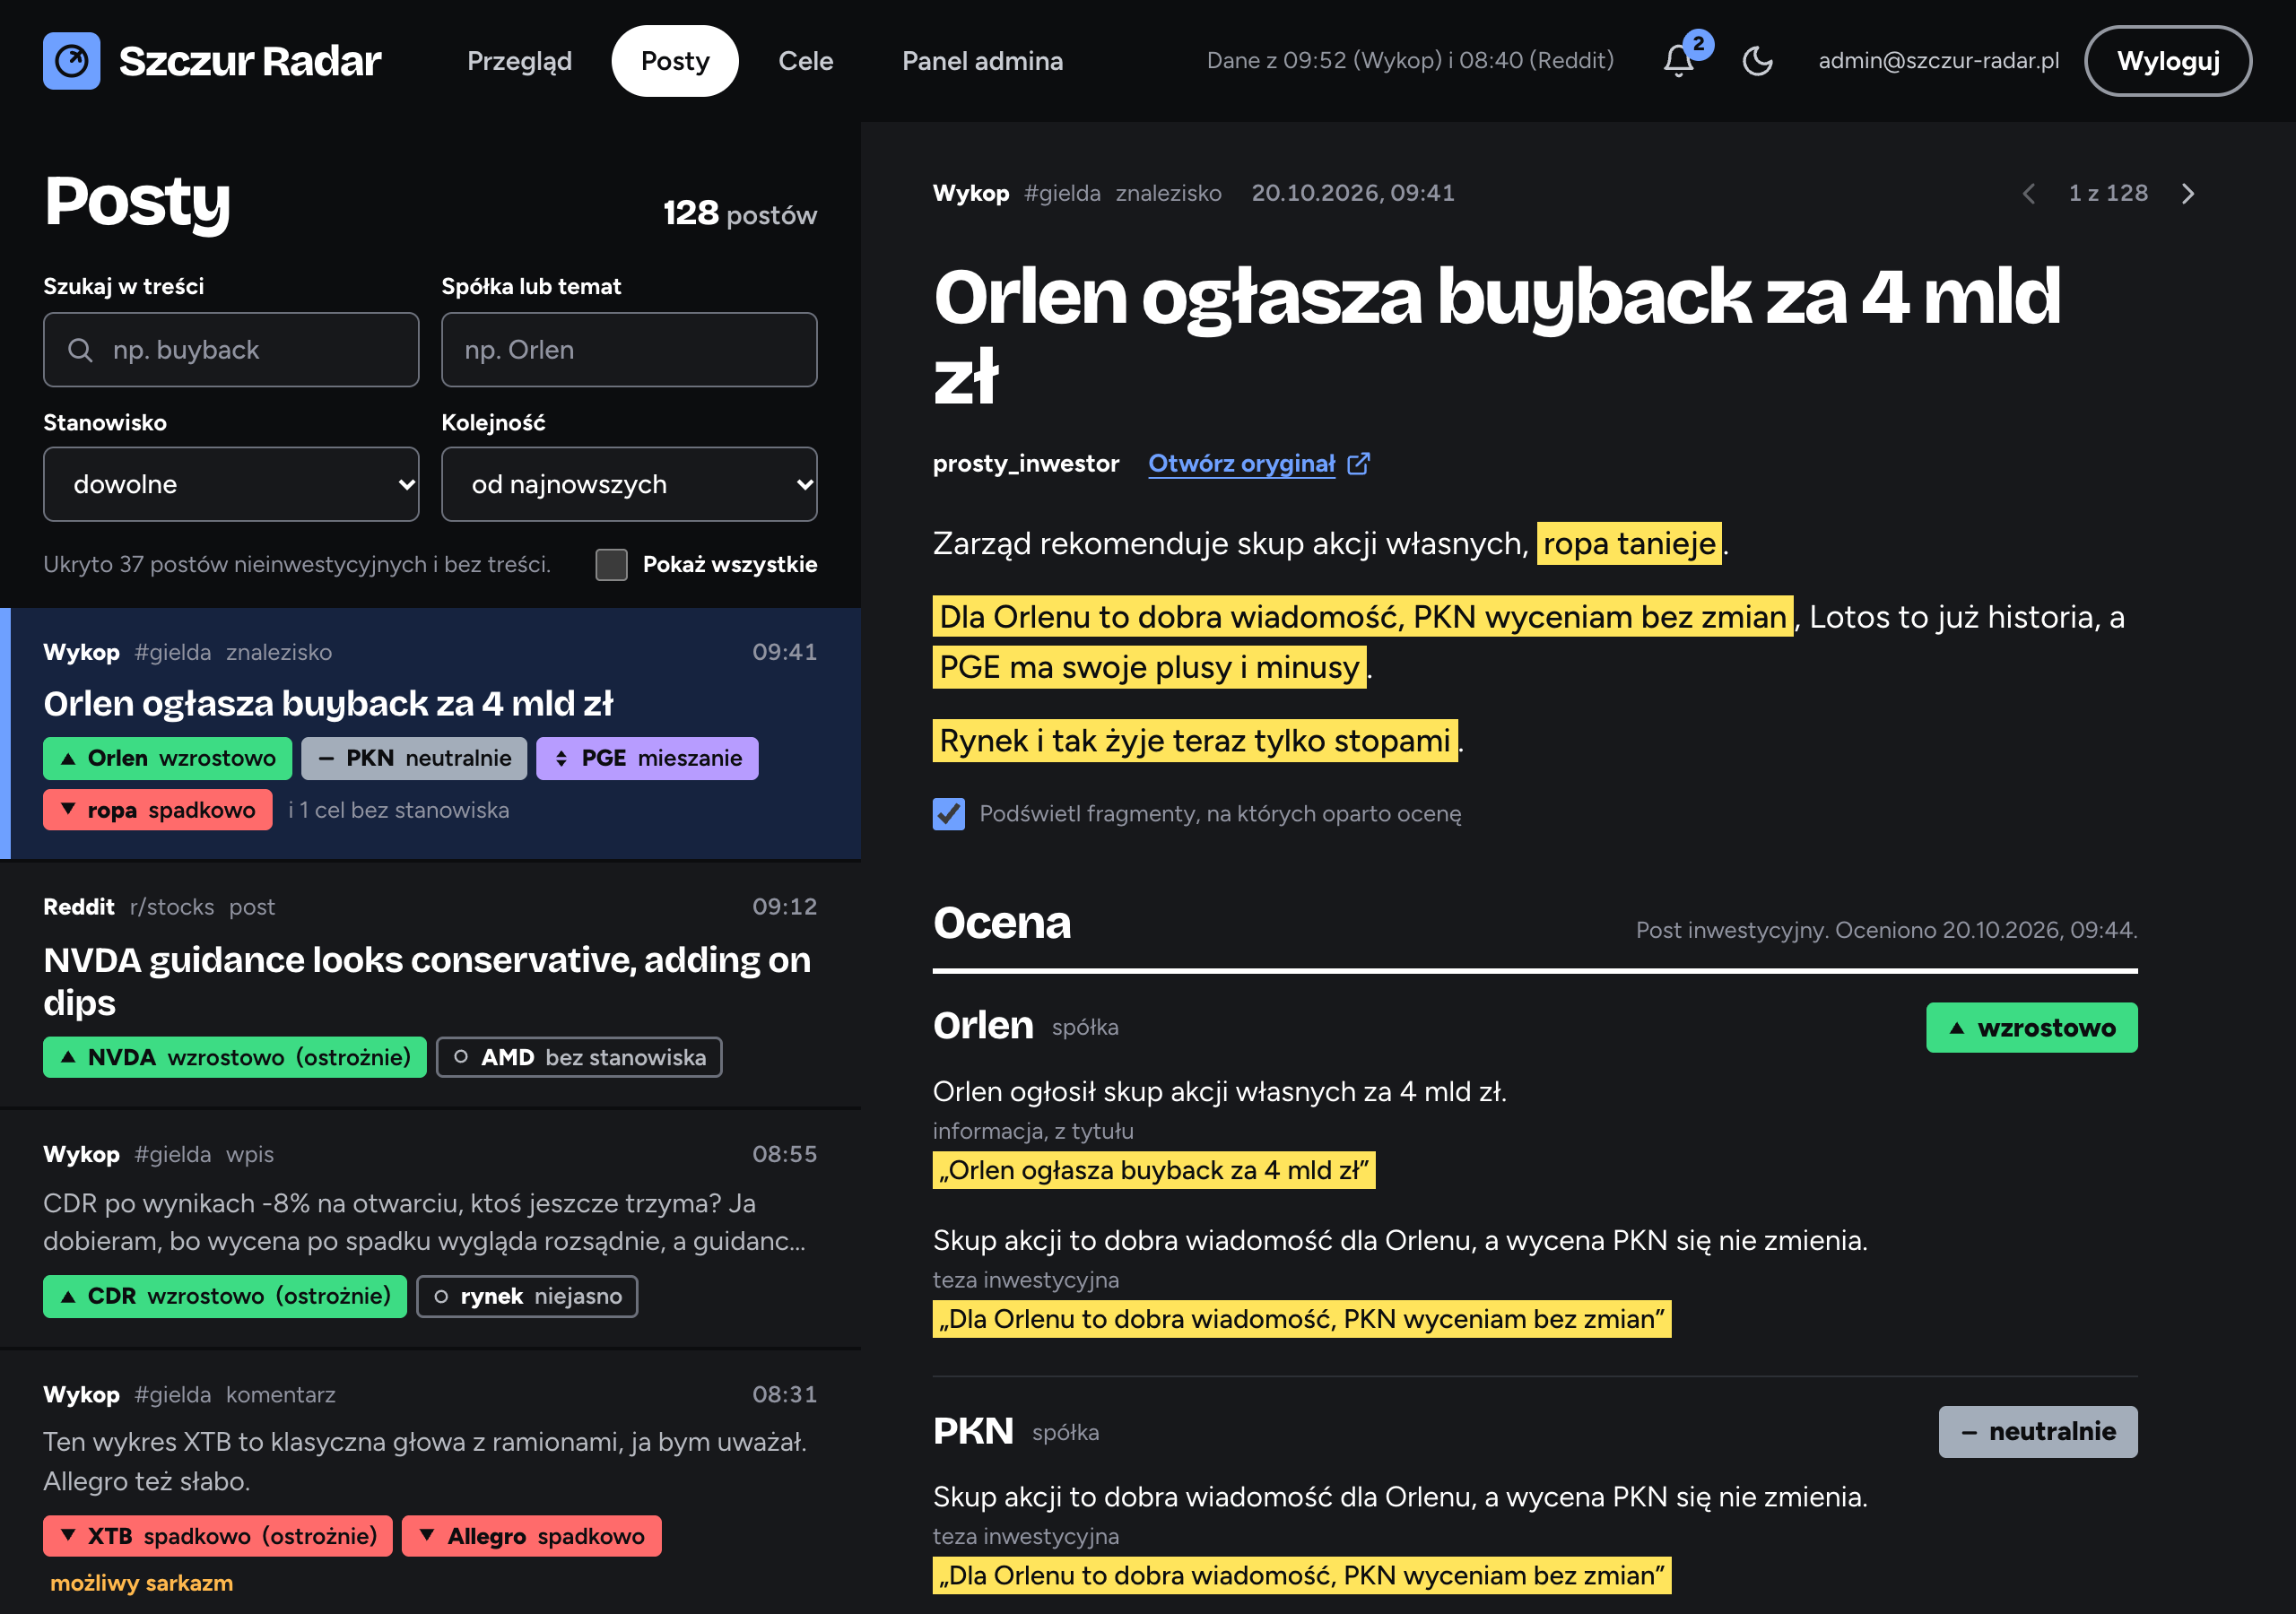 Szczur Radar
Przegląd
Posty
Cele
Panel admina
Dane z 09:52 (Wykop) i 08:40 (Reddit)
2
admin@szczur-radar.pl
Wyloguj
Posty
128 postów
Szukaj w treści
np. buyback
Spółka lub temat
np. Orlen
Stanowisko
dowolne
Kolejność
od najnowszych
Ukryto 37 postów nieinwestycyjnych i bez treści.
Pokaż wszystkie
Wykop #gielda znalezisko 09:41
Orlen ogłasza buyback za 4 mld zł
▲ Orlen wzrostowo – PKN neutralnie PGE mieszanie
▼ ropa spadkowo i 1 cel bez stanowiska
Reddit r/stocks post 09:12
NVDA guidance looks conservative, adding on
dips
▲ NVDA wzrostowo (ostrożnie) ○ AMD bez stanowiska
Wykop #gielda wpis 08:55
CDR po wynikach -8% na otwarciu, ktoś jeszcze trzyma? Ja
dobieram, bo wycena po spadku wygląda rozsądnie, a guidanc...
▲ CDR wzrostowo (ostrożnie) ○ rynek niejasno
Wykop #gielda komentarz 08:31
Ten wykres XTB to klasyczna głowa z ramionami, ja bym uważał.
Allegro też słabo.
▼ XTB spadkowo (ostrożnie) ▼ Allegro spadkowo
możliwy sarkazm
Wykop #gielda znalezisko 20.10.2026, 09:41
1 z 128
Orlen ogłasza buyback za 4 mld
zł
prosty_inwestor Otwórz oryginał
Zarząd rekomenduje skup akcji własnych, ropa tanieje.
Dla Orlenu to dobra wiadomość, PKN wyceniam bez zmian, Lotos to już historia, a
PGE ma swoje plusy i minusy.
Rynek i tak żyje teraz tylko stopami.
Podświetl fragmenty, na których oparto ocenę
Ocena
Post inwestycyjny. Oceniono 20.10.2026, 09:44.
Orlen spółka
▲ wzrostowo
Orlen ogłosił skup akcji własnych za 4 mld zł.
informacja, z tytułu
„Orlen ogłasza buyback za 4 mld zł”
Skup akcji to dobra wiadomość dla Orlenu, a wycena PKN się nie zmienia.
teza inwestycyjna
„Dla Orlenu to dobra wiadomość, PKN wyceniam bez zmian”
PKN spółka
– neutralnie
Skup akcji to dobra wiadomość dla Orlenu, a wycena PKN się nie zmienia.
teza inwestycyjna
„Dla Orlenu to dobra wiadomość, PKN wyceniam bez zmian”